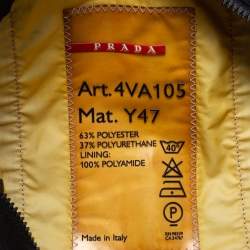 PRADA
Art. 4VA105
Mat. Y47
63% POLYESTER
37% POLYURETHANE
LINING:
100% POLYAMIDE
40°
P
Made in Italy